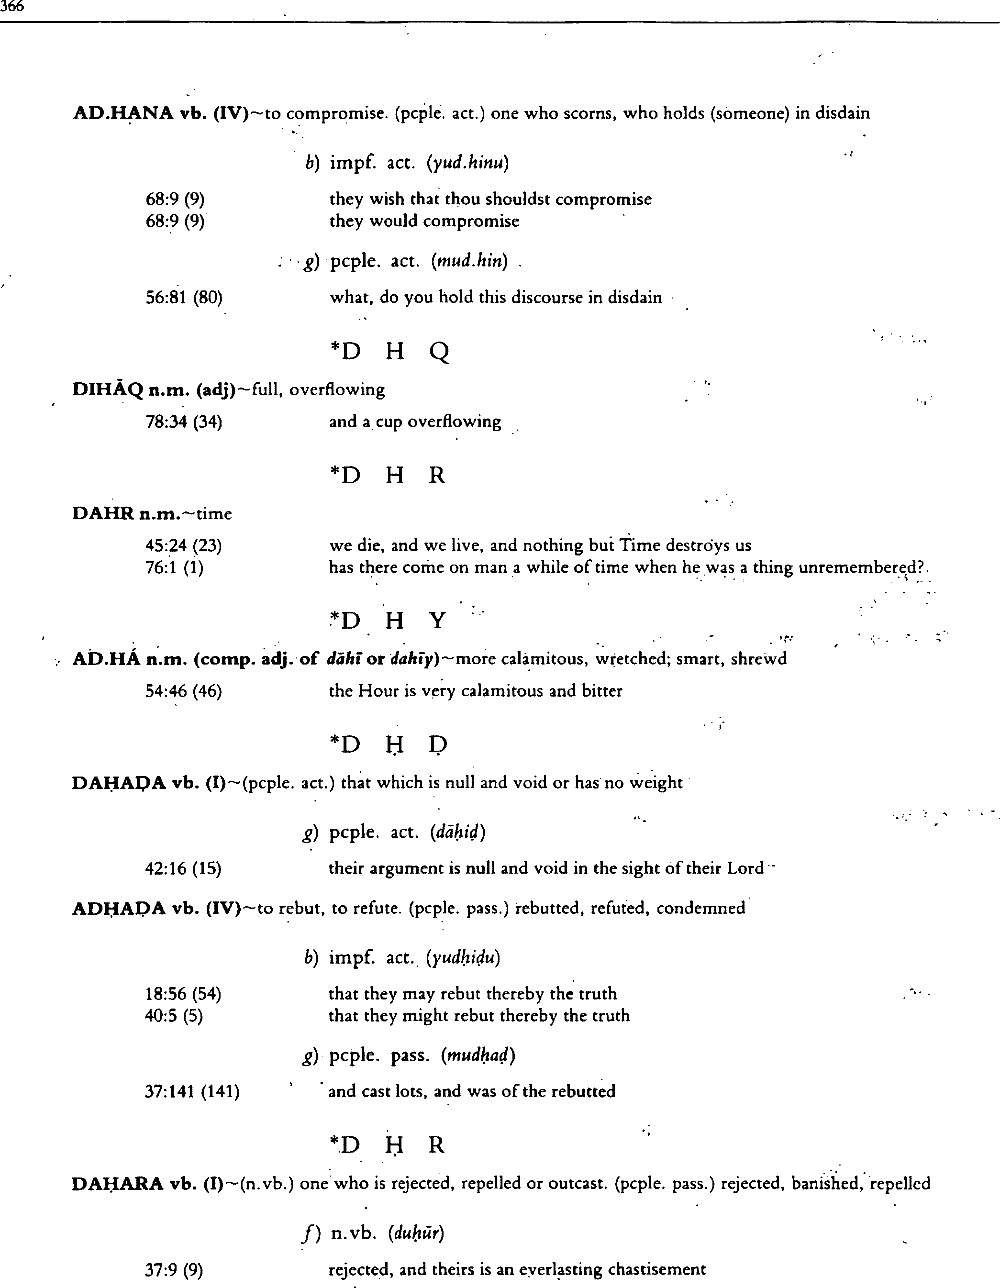 366
AD.HANA vb. (IV)~to compromise. (pcple. act.) one who scorns, who holds (someone) in disdain
b) impf. act. (yud.hinu)
68:9 (9) they wish that thou shouldst compromise
68:9 (9) they would compromise
g) pcple. act. (mud.hin)
56:81 (80) what, do you hold this discourse in disdain
*D H Q
DIHĀQ n.m. (adj)~full, overflowing
78:34 (34) and a cup overflowing
*D H R
DAHR n.m.~time
45:24 (23) we die, and we live, and nothing but Time destroys us
76:1 (1) has there come on man a while of time when he was a thing unremembered?
*D H Y
AD.HÁ n.m. (comp. adj. of dāhī or dahīy)~more calamitous, wretched; smart, shrewd
54:46 (46) the Hour is very calamitous and bitter
*D Ḥ Ḍ
DAḤAḌA vb. (I)~(pcple. act.) that which is null and void or has no weight
g) pcple. act. (dāḥiḍ)
42:16 (15) their argument is null and void in the sight of their Lord
ADḤAḌA vb. (IV)~to rebut, to refute. (pcple. pass.) rebutted, refuted, condemned
b) impf. act. (yudḥiḍu)
18:56 (54) that they may rebut thereby the truth
40:5 (5) that they might rebut thereby the truth
g) pcple. pass. (mudḥaḍ)
37:141 (141) and cast lots, and was of the rebutted
*D Ḥ R
DAḤARA vb. (I)~(n.vb.) one who is rejected, repelled or outcast. (pcple. pass.) rejected, banished, repelled
f) n.vb. (duḥūr)
37:9 (9) rejected, and theirs is an everlasting chastisement